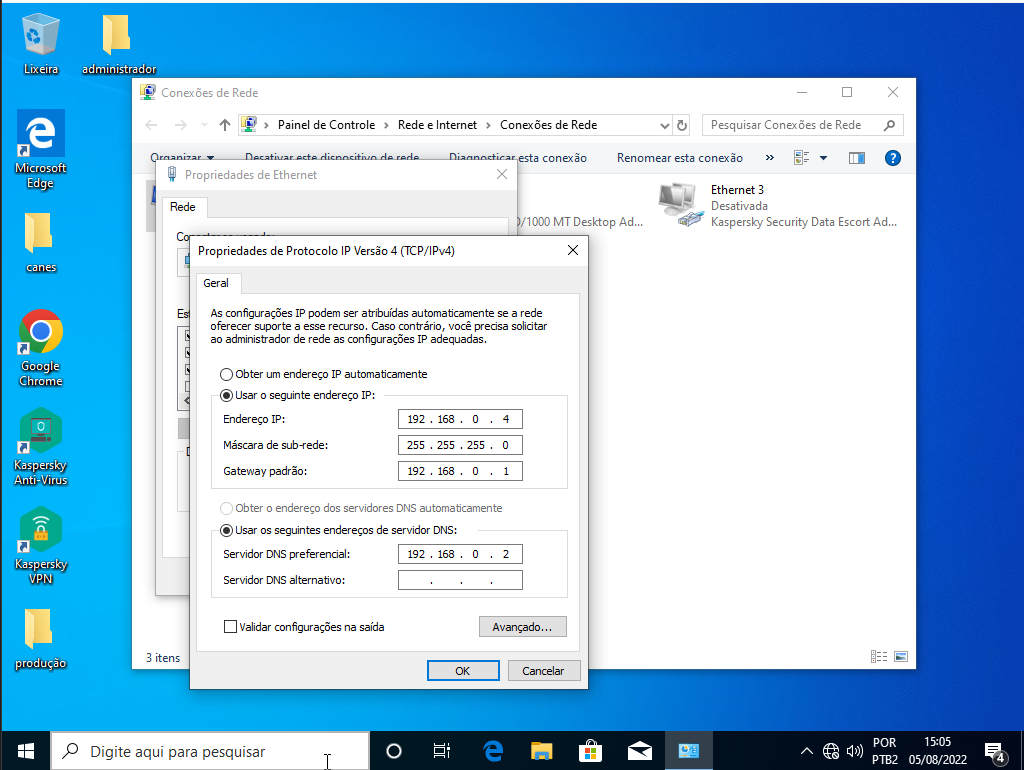 Lixeira
administrador
Microsoft
Edge
canes
Google
Chrome
Kaspersky
Anti-Virus
Kaspersky
VPN
produção
Conexões de Rede
Painel de Controle
Rede e Internet
Conexões de Rede
Pesquisar Conexões de Rede
Organizar
Desativar este dispositivo de rede
Diagnosticar esta conexão
Renomear esta conexão
»
Ethernet 3
Desativada
Kaspersky Security Data Escort Ad...
/1000 MT Desktop Ad...
3 itens
Propriedades de Ethernet
Rede
Propriedades de Protocolo IP Versão 4 (TCP/IPv4)
Geral
As configurações IP podem ser atribuídas automaticamente se a rede
oferecer suporte a esse recurso. Caso contrário, você precisa solicitar
ao administrador de rede as configurações IP adequadas.
Obter um endereço IP automaticamente
Usar o seguinte endereço IP:
Endereço IP: 192 . 168 . 0 . 4
Máscara de sub-rede: 255 . 255 . 255 . 0
Gateway padrão: 192 . 168 . 0 . 1
Obter o endereço dos servidores DNS automaticamente
Usar os seguintes endereços de servidor DNS:
Servidor DNS preferencial: 192 . 168 . 0 . 2
Servidor DNS alternativo: . . .
Validar configurações na saída
Avançado...
OK
Cancelar
Digite aqui para pesquisar
POR
PTB2
15:05
05/08/2022
4